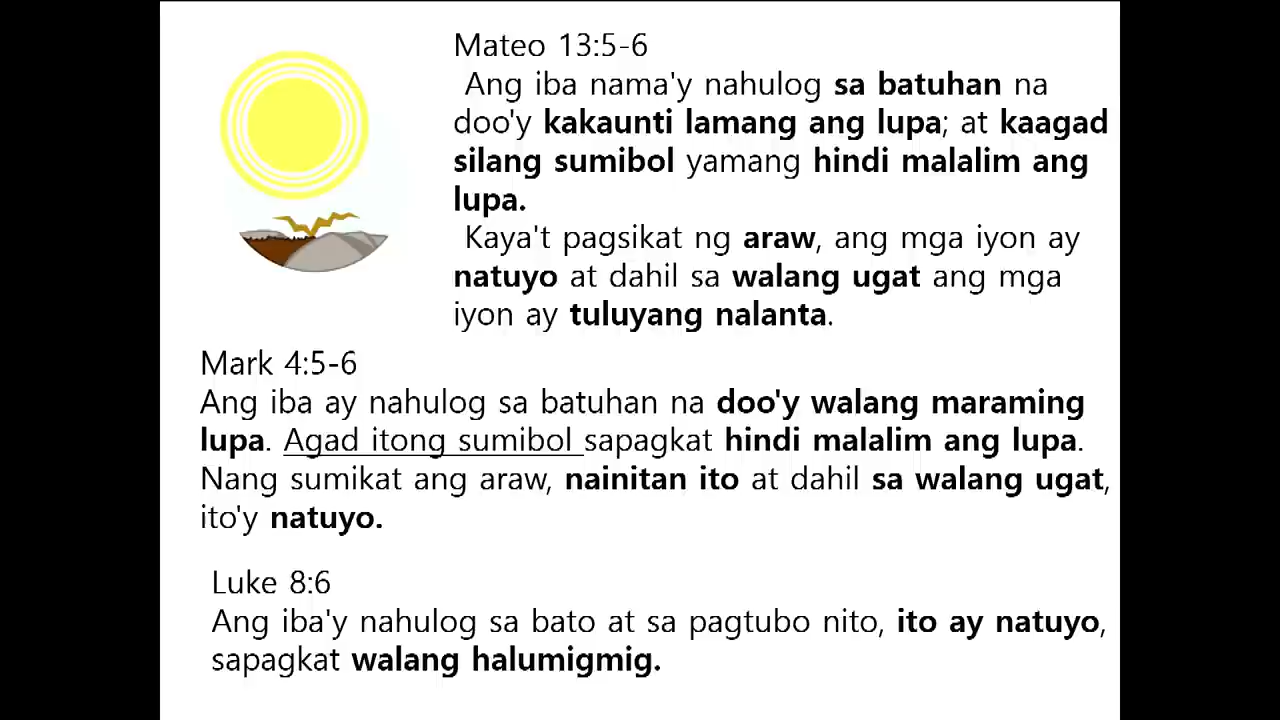 Mateo 13:5-6
Ang iba nama'y nahulog sa batuhan na
doo'y kakaunti lamang ang lupa; at kaagad
silang sumibol yamang hindi malalim ang
lupa.
Kaya't pagsikat ng araw, ang mga iyon ay
natuyo at dahil sa walang ugat ang mga
iyon ay tuluyang nalanta.
Mark 4:5-6
Ang iba ay nahulog sa batuhan na doo'y walang maraming
lupa. Agad itong sumibol sapagkat hindi malalim ang lupa.
Nang sumikat ang araw, nainitan ito at dahil sa walang ugat,
ito'y natuyo.
Luke 8:6
Ang iba'y nahulog sa bato at sa pagtubo nito, ito ay natuyo,
sapagkat walang halumigmig.